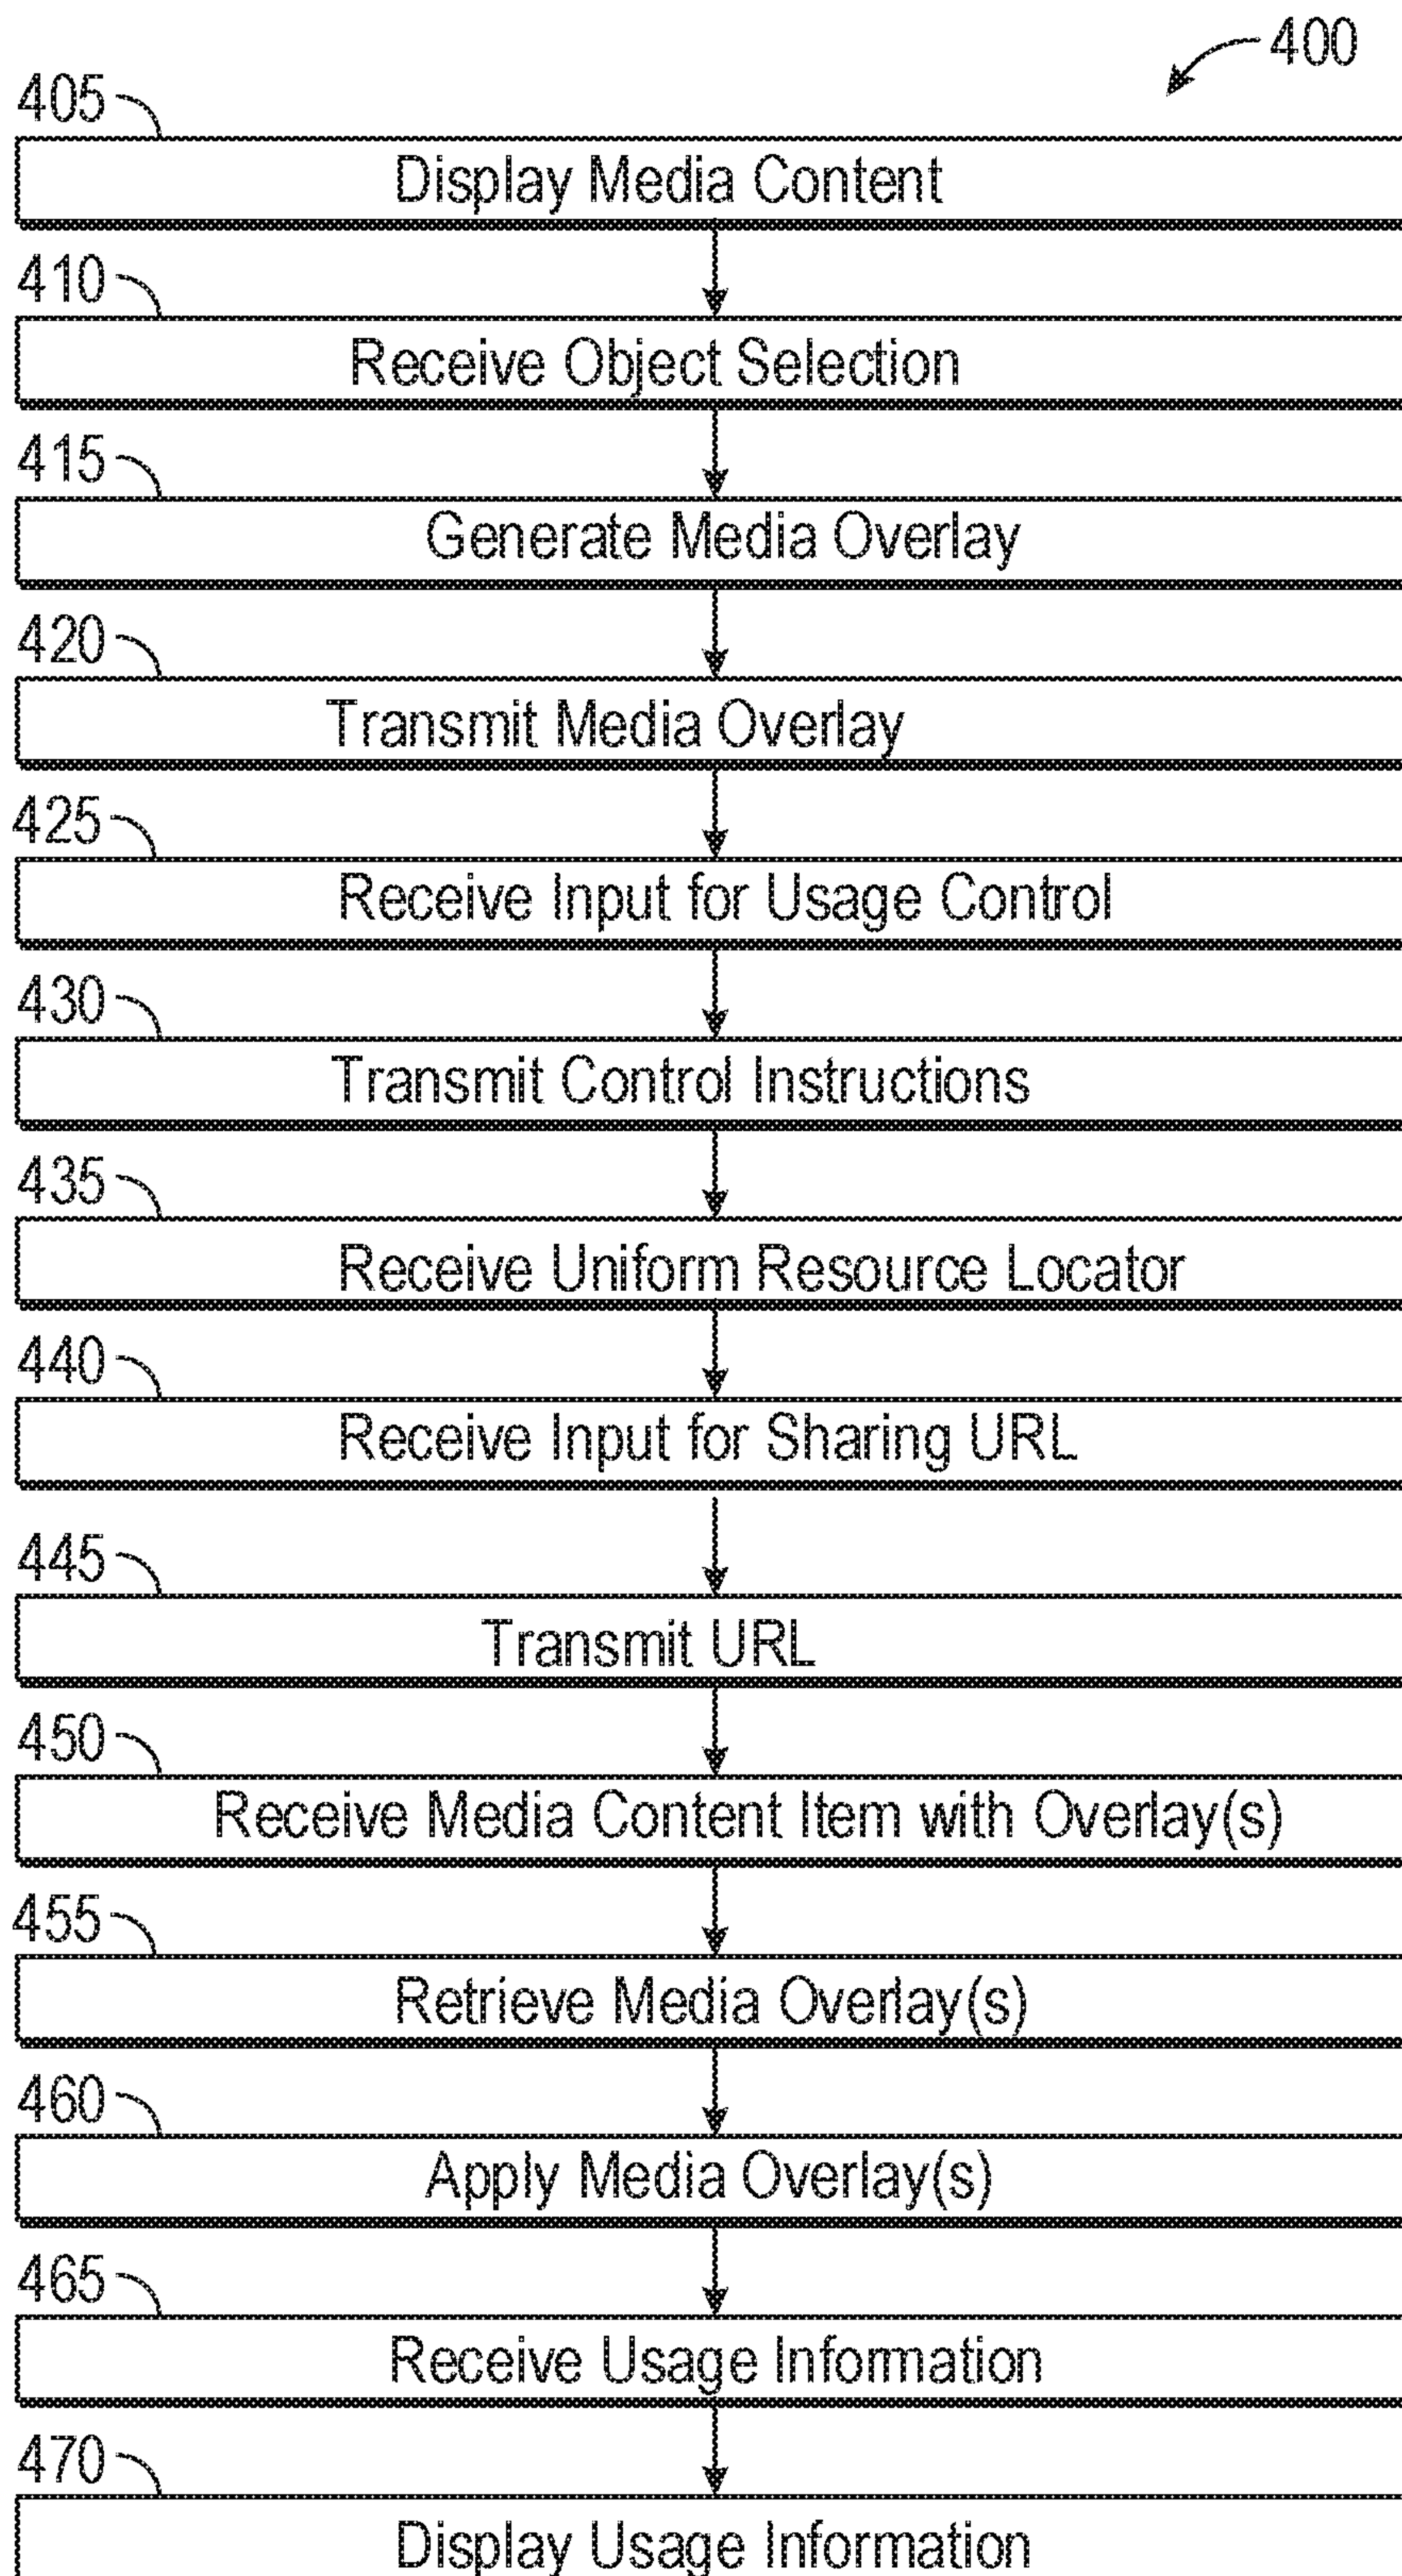 400
405
Display Media Content
410
Receive Object Selection
415
Generate Media Overlay
420
Transmit Media Overlay
425
Receive Input for Usage Control
430
Transmit Control Instructions
435
Receive Uniform Resource Locator
440
Receive Input for Sharing URL
445
Transmit URL
450
Receive Media Content Item with Overlay(s)
455
Retrieve Media Overlay(s)
460
Apply Media Overlay(s)
465
Receive Usage Information
470
Display Usage Information